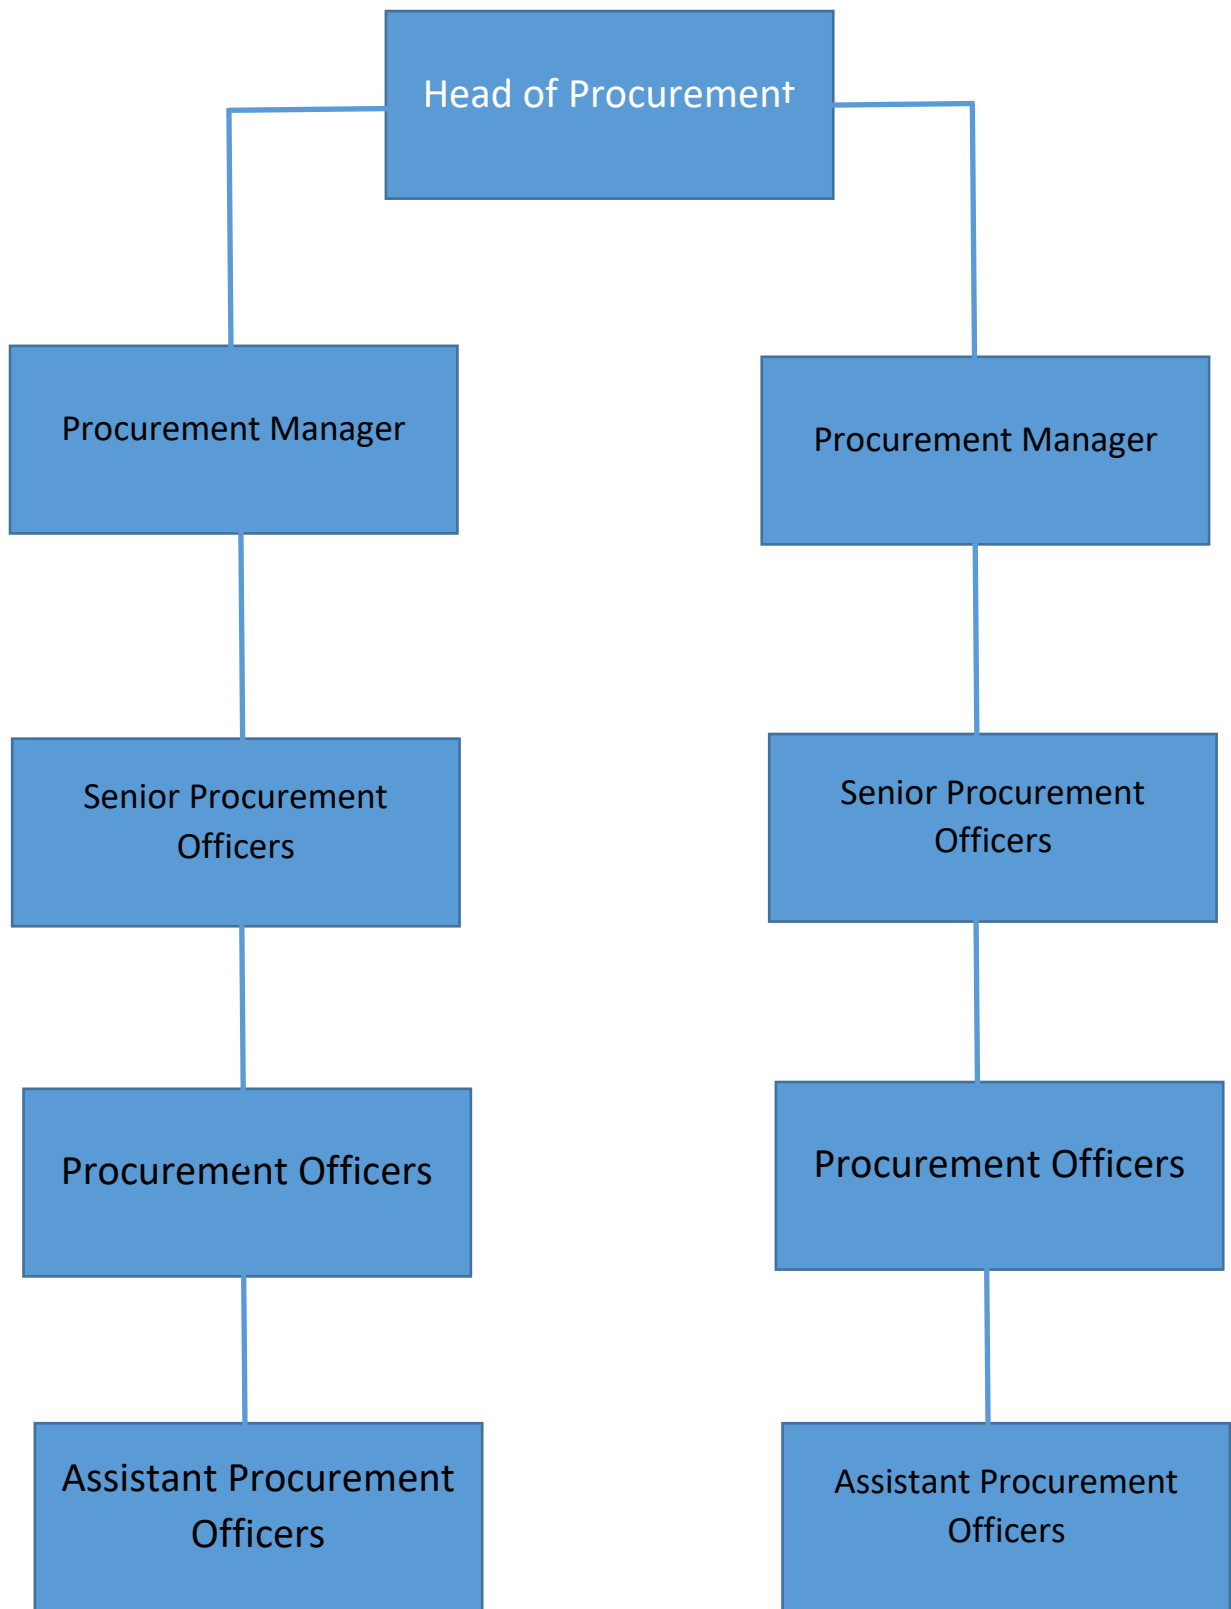 Head of Procurement
Procurement Manager
Procurement Manager
Senior Procurement
Officers
Senior Procurement
Officers
Procurement Officers
Procurement Officers
Assistant Procurement
Officers
Assistant Procurement
Officers